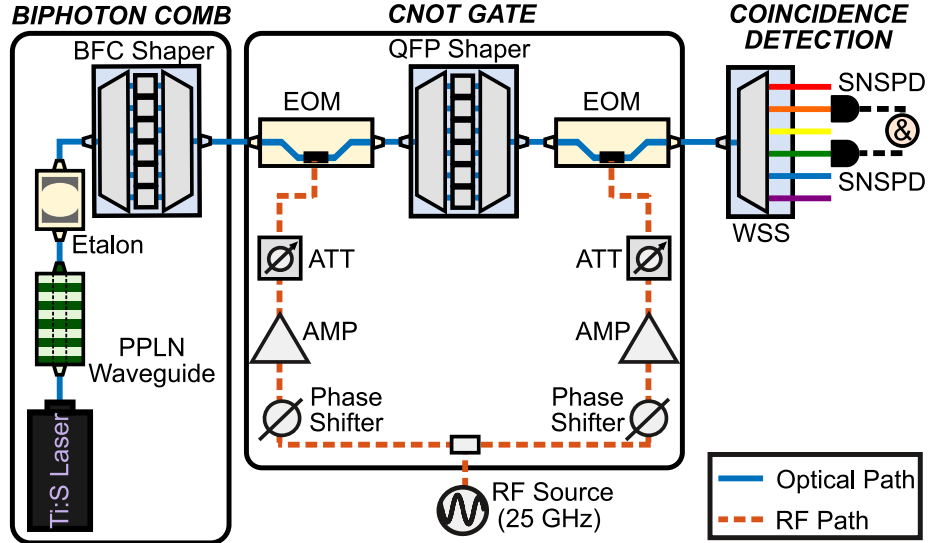 BIPHOTON COMB
BFC Shaper
Etalon
PPLN
Waveguide
Ti:S Laser
CNOT GATE
QFP Shaper
EOM
EOM
ATT
ATT
AMP
AMP
Phase
Shifter
Phase
Shifter
RF Source
(25 GHz)
COINCIDENCE
DETECTION
SNSPD
&
SNSPD
WSS
Optical Path
RF Path